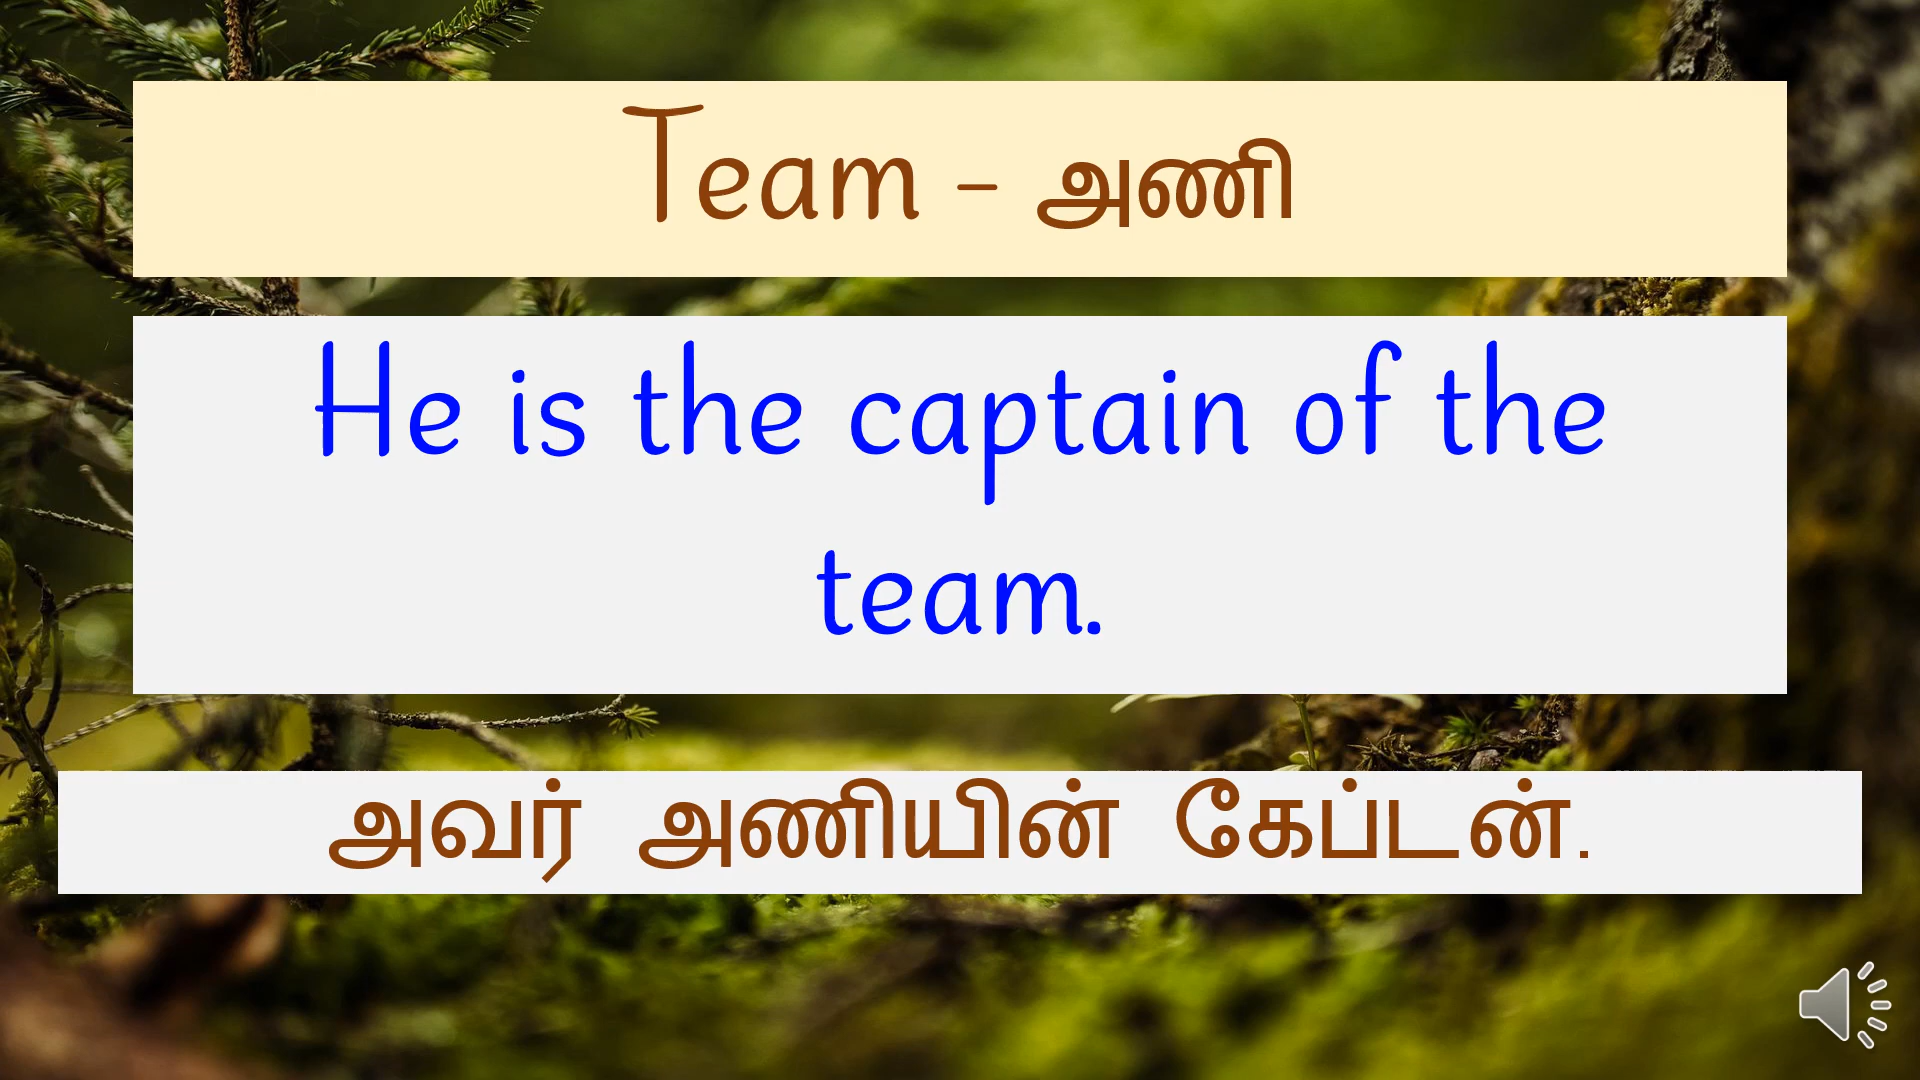 Team - அணி
He is the captain of the
team.
அவர் அணியின் கேப்டன்.